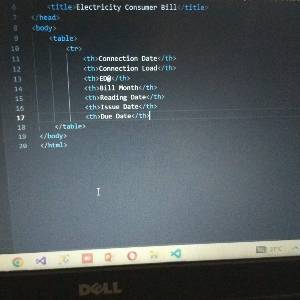 6 <title>Electricity Consumer Bill</title>
7 </head>
8 <body>
9 <table>
10 <tr>
11 <th>Connection Date</th>
12 <th>Connection Load</th>
13 <th>ED@</th>
14 <th>Bill Month</th>
15 <th>Reading Date</th>
16 <th>Issue Date</th>
17 <th>Due Date</th>
18 </table>
19 </body>
20 </html>
DELL